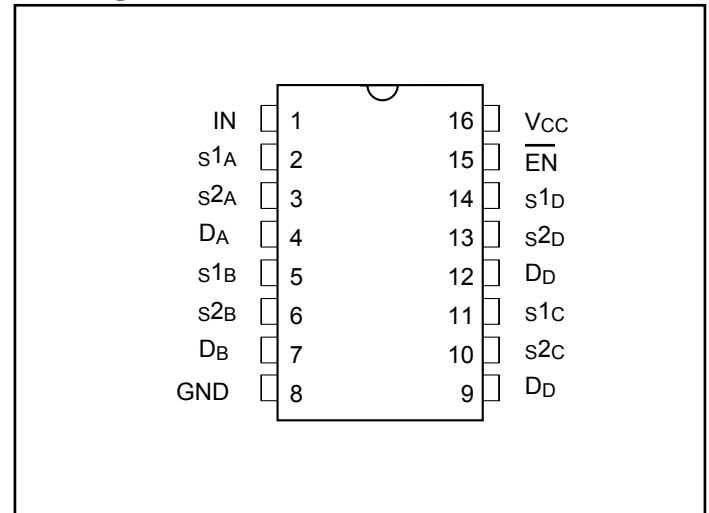 IN 1 16 VCC
S1A 2 15 EN
S2A 3 14 S1D
DA 4 13 S2D
S1B 5 12 DD
S2B 6 11 S1C
DB 7 10 S2C
GND 8 9 DD